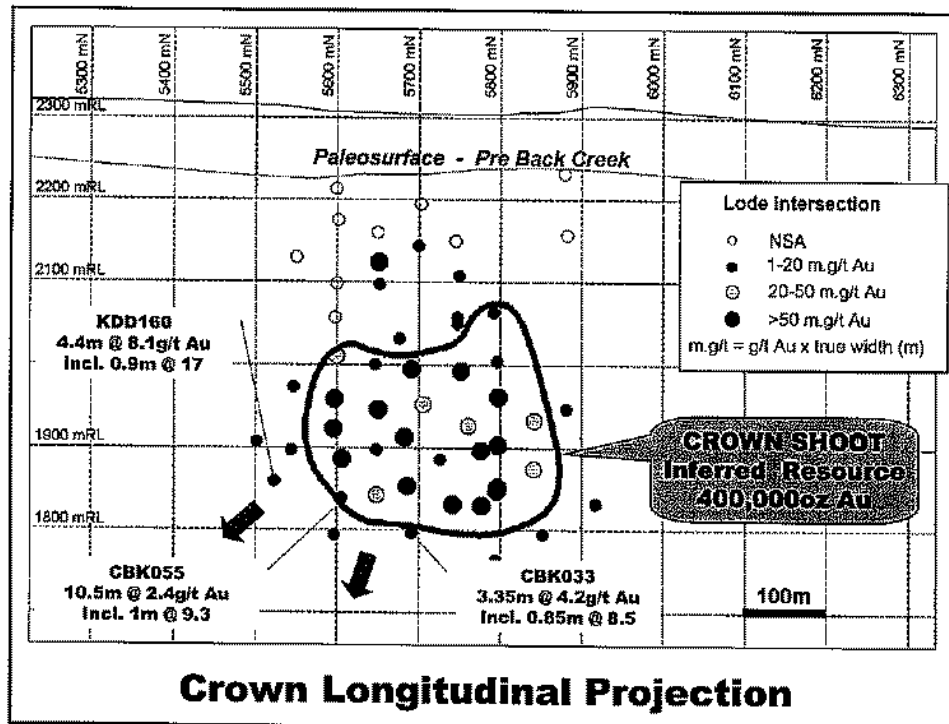 5300 mN
5400 mN
5500 mN
5600 mN
5700 mN
5800 mN
5900 mN
6000 mN
6100 mN
6200 mN
6300 mN
2300 mRL
Paleosurface - Pre Back Creek
2200 mRL
Lode Intersection
NSA
1-20 m.g/t Au
20-50 m.g/t Au
>50 m.g/t Au
m.g/t = g/t Au x true width (m)
2100 mRL
KDD160
4.4m @ 8.1g/t Au
Incl. 0.9m @ 17
1900 mRL
CROWN SHOOT
Inferred Resource
400,000oz Au
1800 mRL
CBK055
10.5m @ 2.4g/t Au
Incl. 1m @ 9.3
CBK033
3.35m @ 4.2g/t Au
Incl. 0.85m @ 8.5
100m
Crown Longitudinal Projection